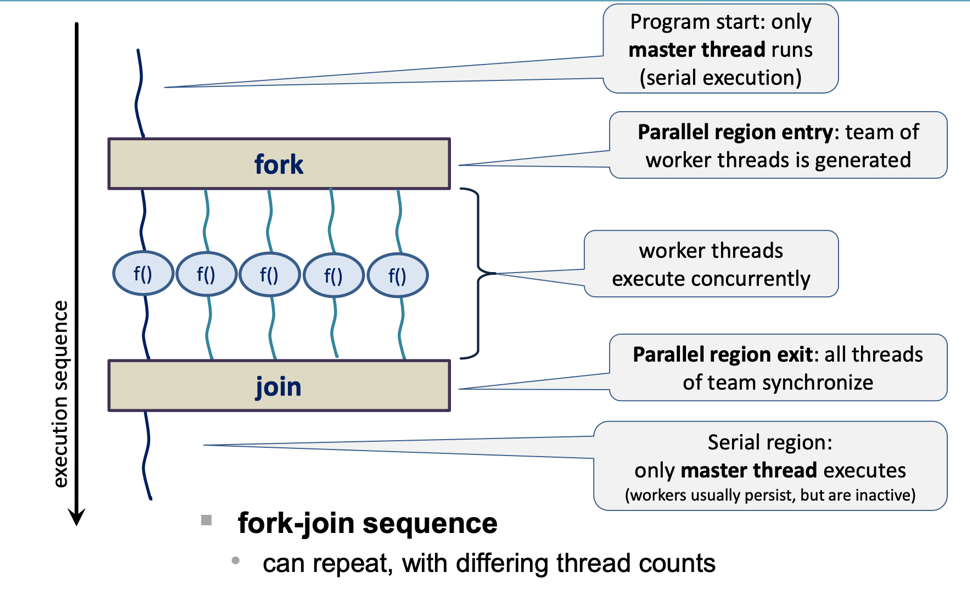 Program start: only
master thread runs
(serial execution)
fork
Parallel region entry: team of
worker threads is generated
f()
f()
f()
f()
f()
worker threads
execute concurrently
execution sequence
join
Parallel region exit: all threads
of team synchronize
Serial region:
only master thread executes
(workers usually persist, but are inactive)
fork-join sequence
can repeat, with differing thread counts